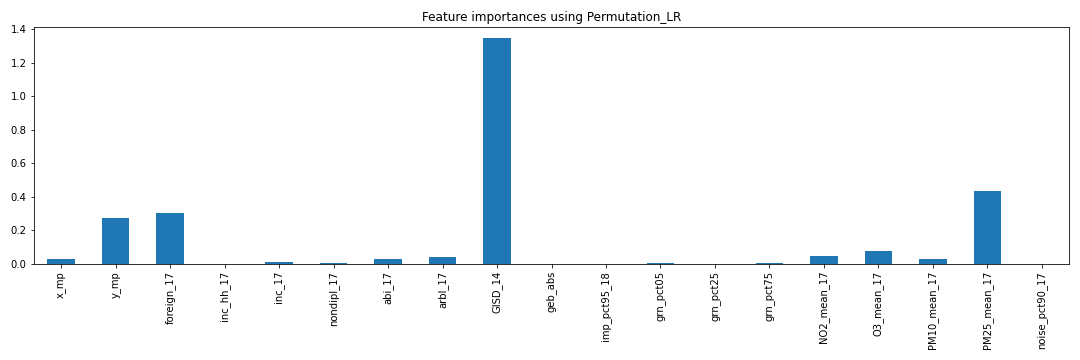 Feature importances using Permutation_LR
1.4
1.2
1.0
0.8
0.6
0.4
0.2
0.0
x_mp
y_mp
foreign_17
inc_hh_17
inc_17
nondipl_17
abi_17
arbl_17
GISD_14
geb_abs
imp_pct95_18
grn_pct05
grn_pct25
grn_pct75
NO2_mean_17
O3_mean_17
PM10_mean_17
PM25_mean_17
noise_pct90_17